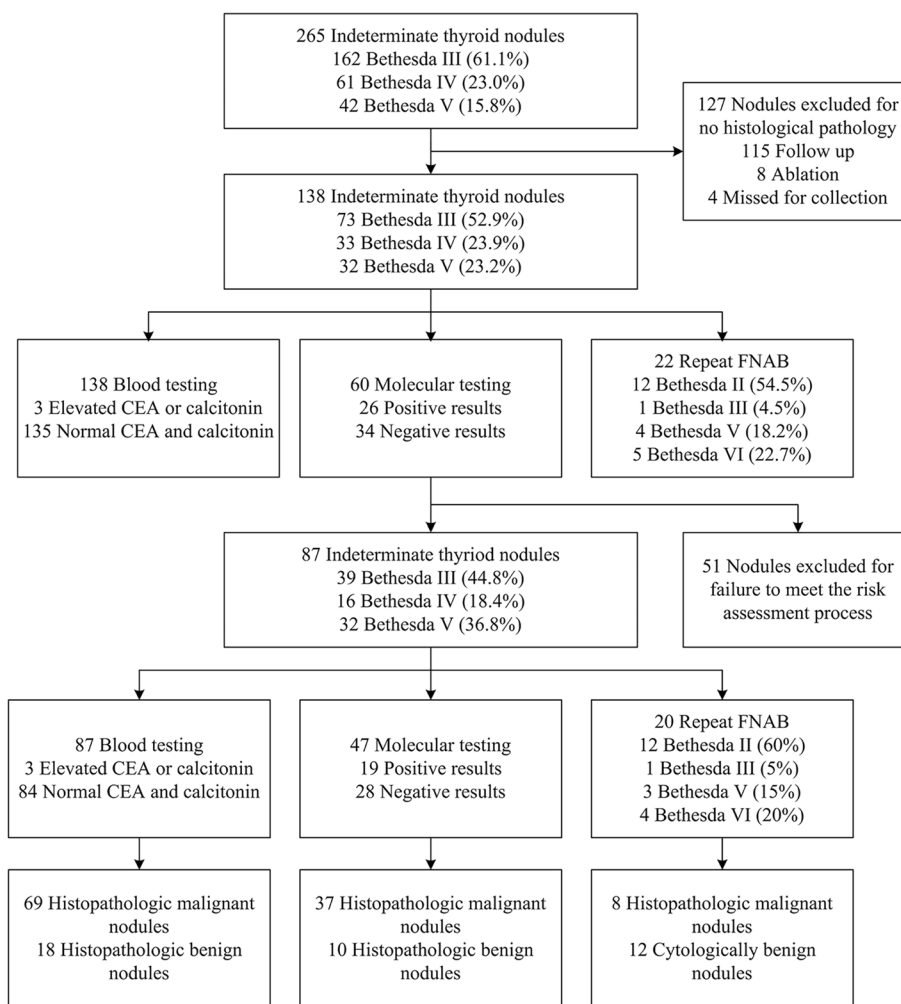 265 Indeterminate thyroid nodules
162 Bethesda III (61.1%)
61 Bethesda IV (23.0%)
42 Bethesda V (15.8%)
127 Nodules excluded for
no histological pathology
115 Follow up
8 Ablation
4 Missed for collection
138 Indeterminate thyroid nodules
73 Bethesda III (52.9%)
33 Bethesda IV (23.9%)
32 Bethesda V (23.2%)
138 Blood testing
3 Elevated CEA or calcitonin
135 Normal CEA and calcitonin
60 Molecular testing
26 Positive results
34 Negative results
22 Repeat FNAB
12 Bethesda II (54.5%)
1 Bethesda III (4.5%)
4 Bethesda V (18.2%)
5 Bethesda VI (22.7%)
87 Indeterminate thyriod nodules
39 Bethesda III (44.8%)
16 Bethesda IV (18.4%)
32 Bethesda V (36.8%)
51 Nodules excluded for
failure to meet the risk
assessment process
87 Blood testing
3 Elevated CEA or calcitonin
84 Normal CEA and calcitonin
47 Molecular testing
19 Positive results
28 Negative results
20 Repeat FNAB
12 Bethesda II (60%)
1 Bethesda III (5%)
3 Bethesda V (15%)
4 Bethesda VI (20%)
69 Histopathologic malignant
nodules
18 Histopathologic benign
nodules
37 Histopathologic malignant
nodules
10 Histopathologic benign
nodules
8 Histopathologic malignant
nodules
12 Cytologically benign
nodules